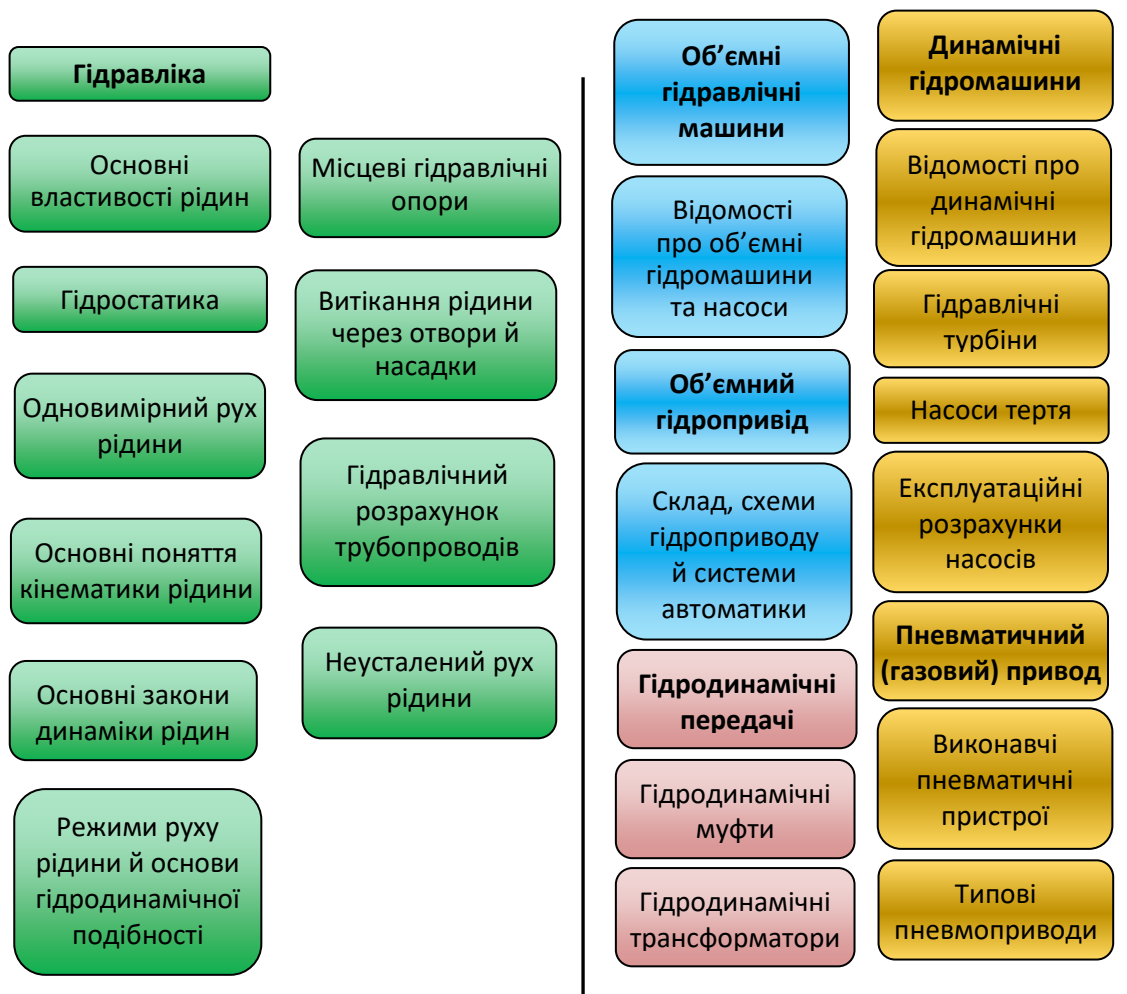 Гідравліка
Основні
властивості рідин
Гідростатика
Одновимірний рух
рідини
Основні поняття
кінематики рідини
Основні закони
динаміки рідин
Режими руху
рідини й основи
гідродинамічної
подібності
Місцеві гідравлічні
опори
Витікання рідини
через отвори й
насадки
Гідравлічний
розрахунок
трубопроводів
Неусталений рух
рідини
Об’ємні
гідравлічні
машини
Відомості
про об’ємні
гідромашини
та насоси
Об’ємний
гідропривід
Склад, схеми
гідроприводу
й системи
автоматики
Гідродинамічні
передачі
Гідродинамічні
муфти
Гідродинамічні
трансформатори
Динамічні
гідромашини
Відомості про
динамічні
гідромашини
Гідравлічні
турбіни
Насоси тертя
Експлуатаційні
розрахунки
насосів
Пневматичний
(газовий) привод
Виконавчі
пневматичні
пристрої
Типові
пневмоприводи